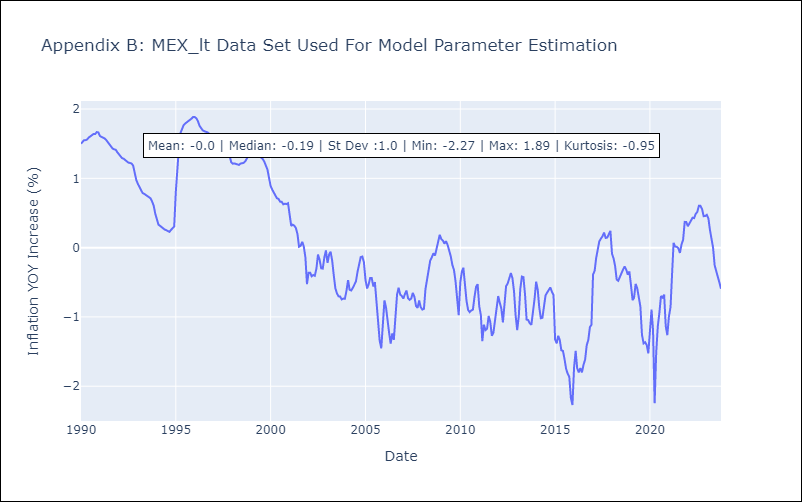 Appendix B: MEX_lt Data Set Used For Model Parameter Estimation
2
Mean: -0.0 | Median: -0.19 | St Dev :1.0 | Min: -2.27 | Max: 1.89 | Kurtosis: -0.95
1
0
−1
−2
Inflation YOY Increase (%)
1990 1995 2000 2005 2010 2015 2020
Date